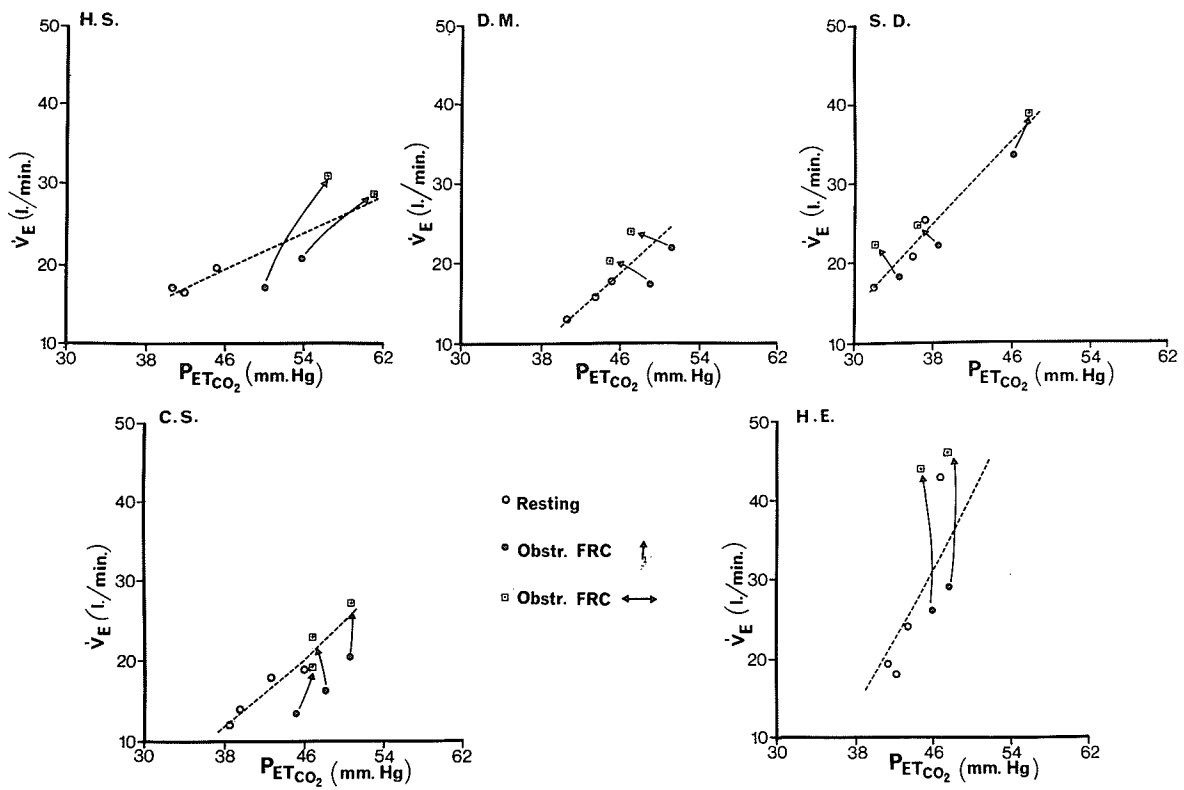 H.S.
50
40
30
20
10
V̇E (l./min.)
30 38 46 54 62
PETCO2 (mm.Hg)
D.M.
50
40
30
20
10
V̇E (l./min.)
30 38 46 54 62
PETCO2 (mm.Hg)
S.D.
50
40
30
20
10
V̇E (l./min.)
30 38 46 54 62
PETCO2 (mm.Hg)
C.S.
50
40
30
20
10
V̇E (l./min.)
30 38 46 54 62
PETCO2 (mm.Hg)
Resting
Obstr. FRC ↑
Obstr. FRC ↔
H.E.
50
40
30
20
10
V̇E (l./min.)
30 38 46 54 62
PETCO2 (mm.Hg)